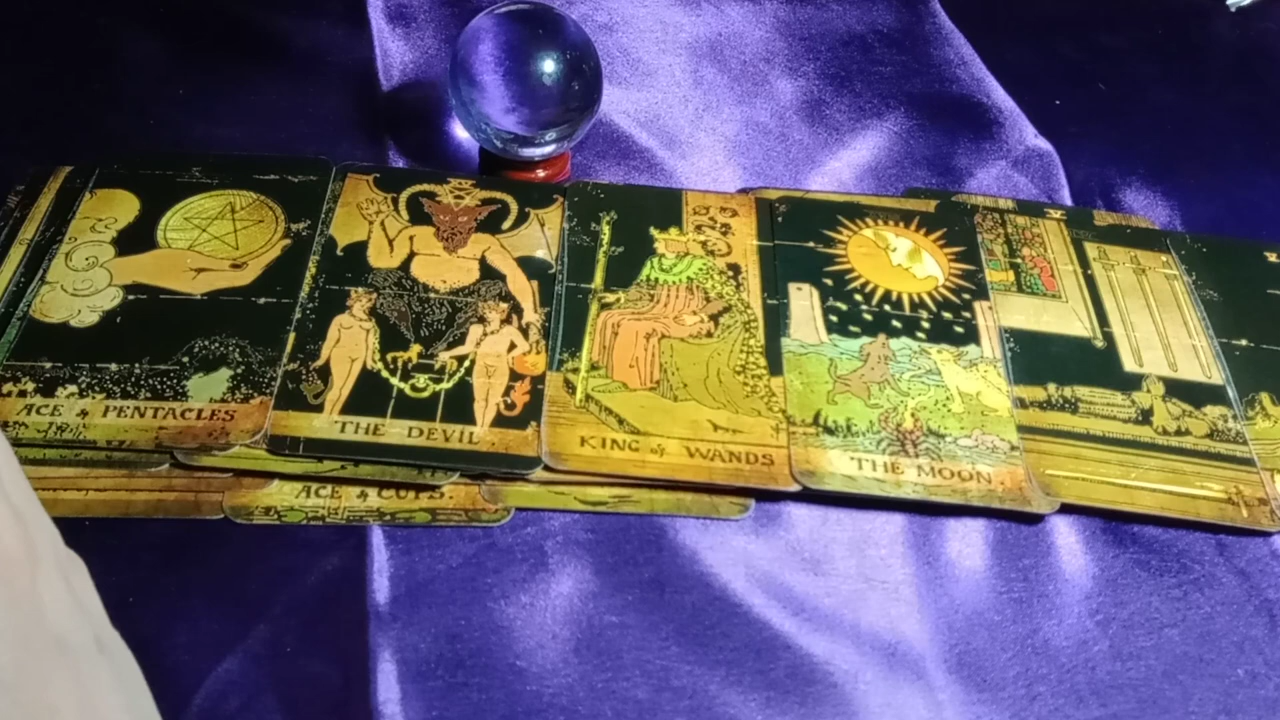 ACE of PENTACLES
THE DEVIL.
KING of WANDS
THE MOON.
ACE of CUPS.